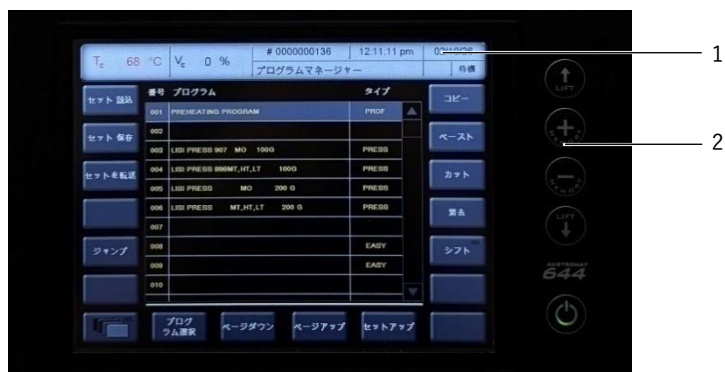 Tc 68 °C Vc 0 % # 0000000136 12:11:11 pm
プログラムマネージャー 待機
1
番号 プログラム タイプ
セット 読込 コピー
001 PREHEATING PROGRAM PROF
LIFT
002
セット 保存 ペースト
MEMORY
2
003 LISI PRESS 907 MO 100G PRESS
004 LISI PRESS MT,HT,LT 100G PRESS
セットを転送 カット
005 LISI PRESS MO 200 G PRESS
MEMORY
006 LISI PRESS MT,HT,LT 200 G PRESS
消去
007
LIFT
008 EASY
ジャンプ シフト
009 EASY
AUSTROMAT
644
010
プログ
ラム選択
ページダウン ページアップ セットアップ